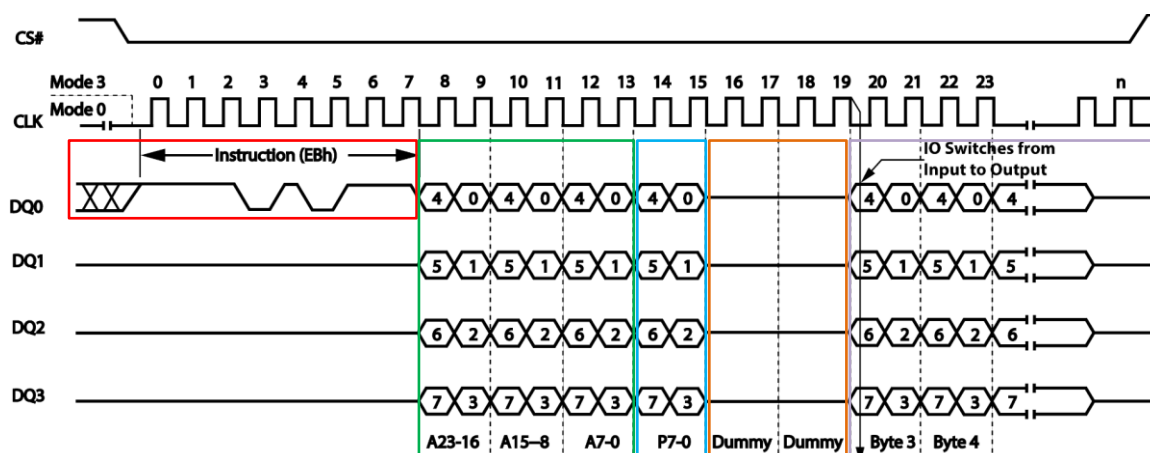 CS#
Mode 3 0 1 2 3 4 5 6 7 8 9 10 11 12 13 14 15 16 17 18 19 20 21 22 23 n
Mode 0
CLK
Instruction (EBh) IO Switches from
Input to Output
DQ0 4 0 4 0 4 0 4 0 4 0 4 0 4
DQ1 5 1 5 1 5 1 5 1 5 1 5 1 5
DQ2 6 2 6 2 6 2 6 2 6 2 6 2 6
DQ3 7 3 7 3 7 3 7 3 7 3 7 3 7
A23-16 A15–8 A7-0 P7-0 Dummy Dummy Byte 3 Byte 4